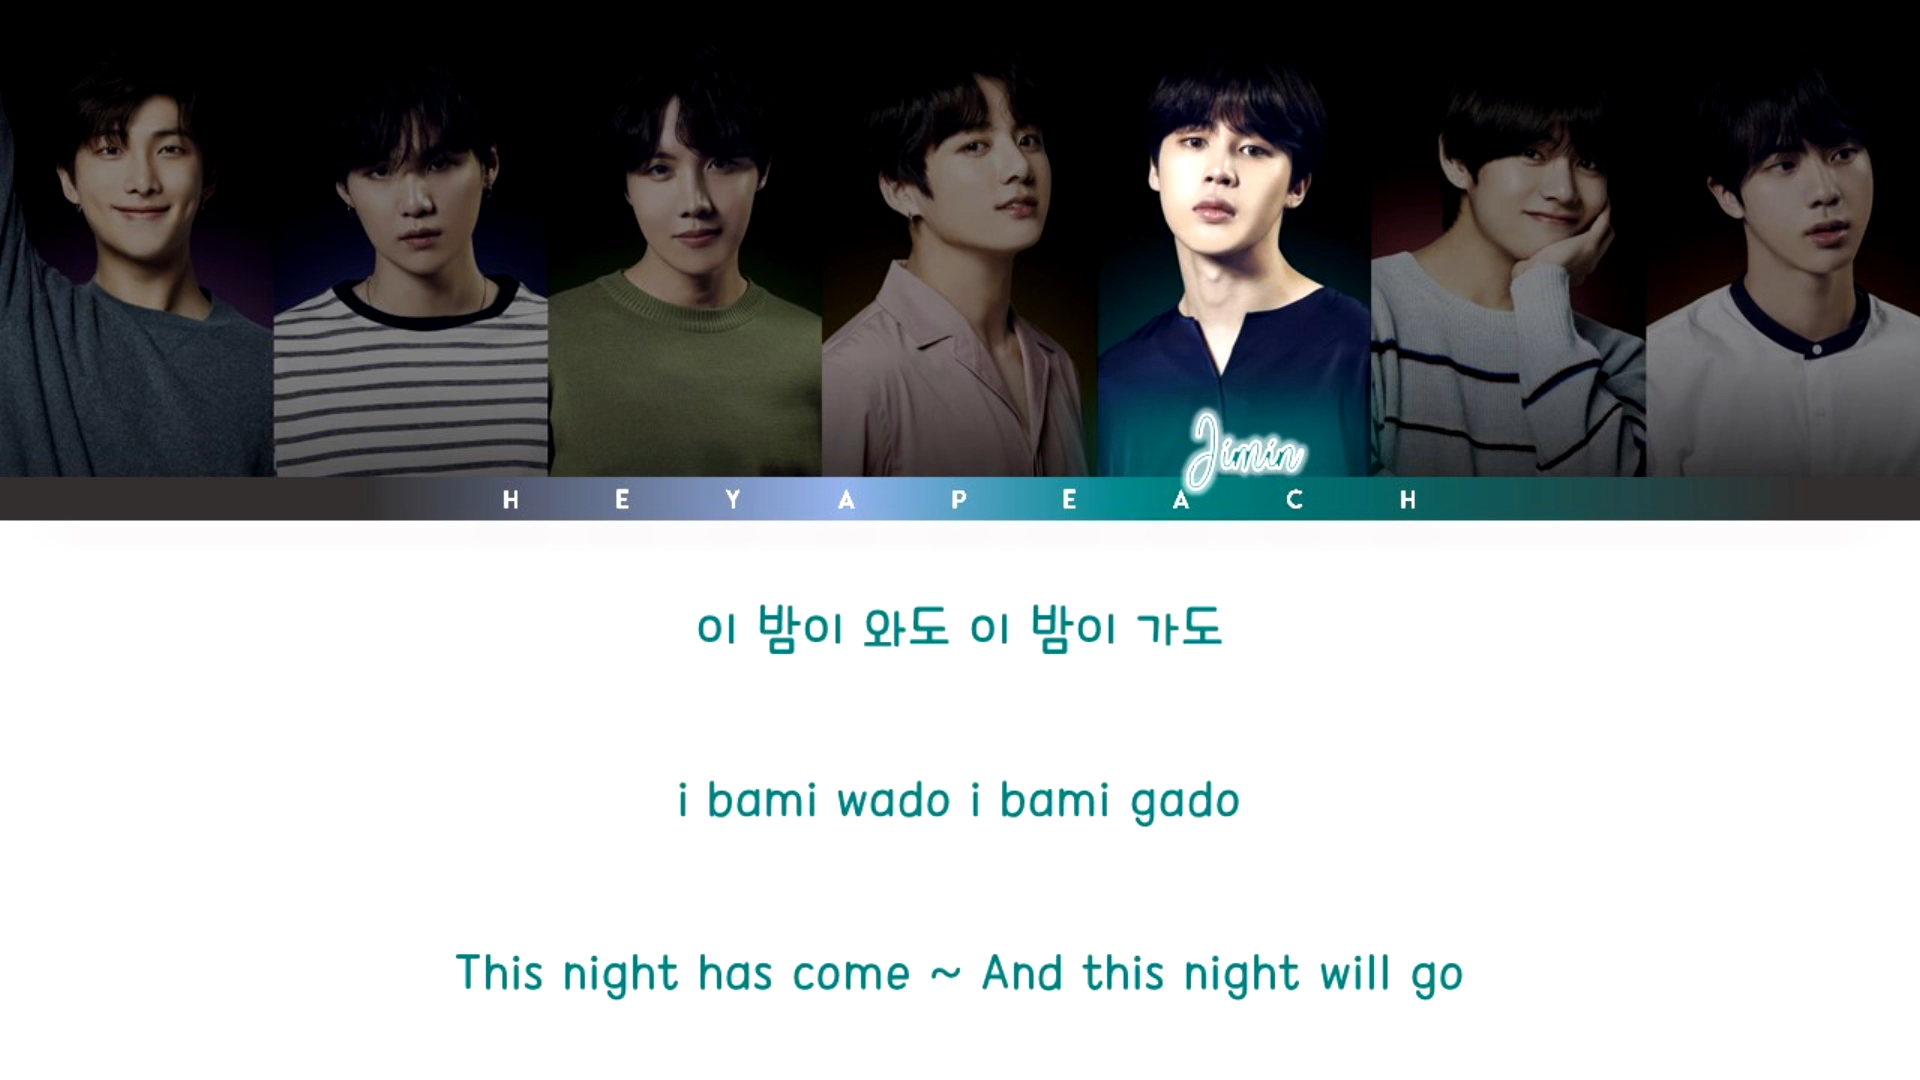 Jimin
HEYAPEACH
이 밤이 와도 이 밤이 가도
i bami wado i bami gado
This night has come ~ And this night will go